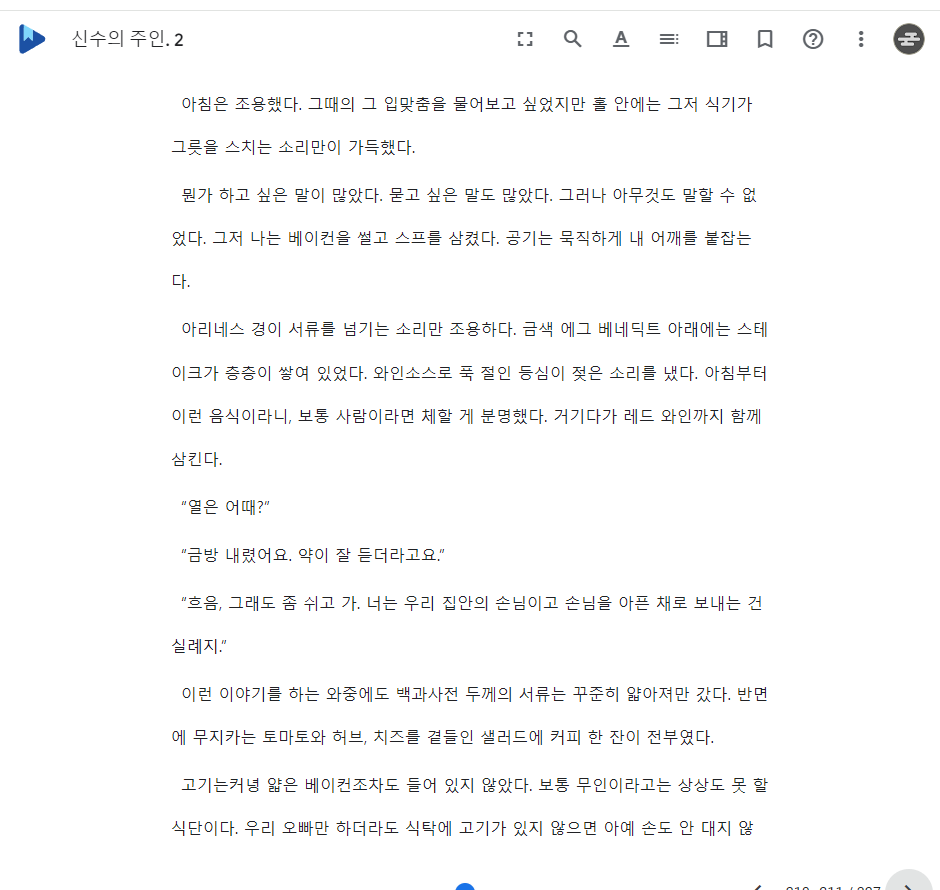 신수의 주인. 2
아침은 조용했다. 그때의 그 입맞춤을 물어보고 싶었지만 홀 안에는 그저 식기가
그릇을 스치는 소리만이 가득했다.
뭔가 하고 싶은 말이 많았다. 묻고 싶은 말도 많았다. 그러나 아무것도 말할 수 없
었다. 그저 나는 베이컨을 썰고 스프를 삼켰다. 공기는 묵직하게 내 어깨를 붙잡는
다.
아리네스 경이 서류를 넘기는 소리만 조용하다. 금색 에그 베네딕트 아래에는 스테
이크가 층층이 쌓여 있었다. 와인소스로 푹 절인 등심이 젖은 소리를 냈다. 아침부터
이런 음식이라니, 보통 사람이라면 체할 게 분명했다. 거기다가 레드 와인까지 함께
삼킨다.
“열은 어때?”
“금방 내렸어요. 약이 잘 듣더라고요.”
“흐음, 그래도 좀 쉬고 가. 너는 우리 집안의 손님이고 손님을 아픈 채로 보내는 건
실례지.”
이런 이야기를 하는 와중에도 백과사전 두께의 서류는 꾸준히 얇아져만 갔다. 반면
에 무지카는 토마토와 허브, 치즈를 곁들인 샐러드에 커피 한 잔이 전부였다.
고기는커녕 얇은 베이컨조차도 들어 있지 않았다. 보통 무인이라고는 상상도 못 할
식단이다. 우리 오빠만 하더라도 식탁에 고기가 있지 않으면 아예 손도 안 대지 않